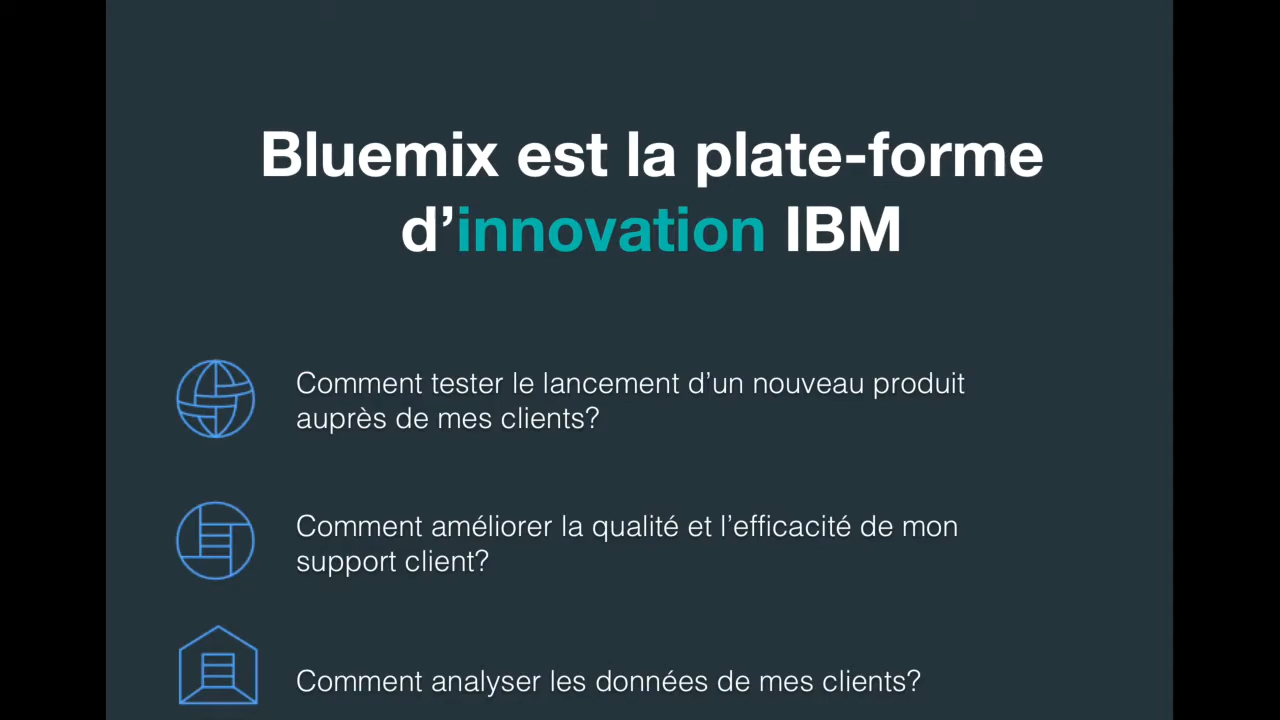 Bluemix est la plate-forme
d’innovation IBM
Comment tester le lancement d’un nouveau produit
auprès de mes clients?
Comment améliorer la qualité et l’efficacité de mon
support client?
Comment analyser les données de mes clients?